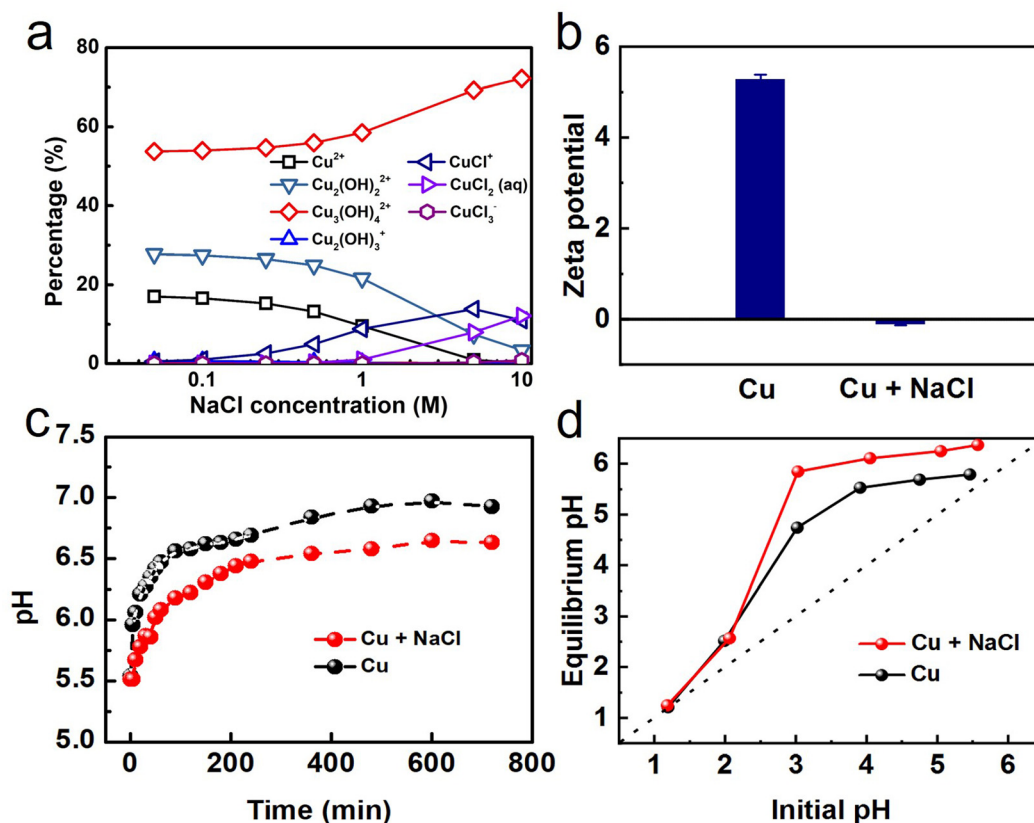 a
80
60
40
20
0
Percentage (%)
Cu²⁺
Cu₂(OH)₂²⁺
Cu₃(OH)₄²⁺
Cu₂(OH)₃⁺
CuCl⁺
CuCl₂ (aq)
CuCl₃⁻
0.1
1
10
NaCl concentration (M)
b
6
4
2
0
Zeta potential
Cu
Cu + NaCl
c
7.5
7.0
6.5
6.0
5.5
5.0
pH
Cu + NaCl
Cu
0
200
400
600
800
Time (min)
d
6
5
4
3
2
1
Equilibrium pH
Cu + NaCl
Cu
1
2
3
4
5
6
Initial pH